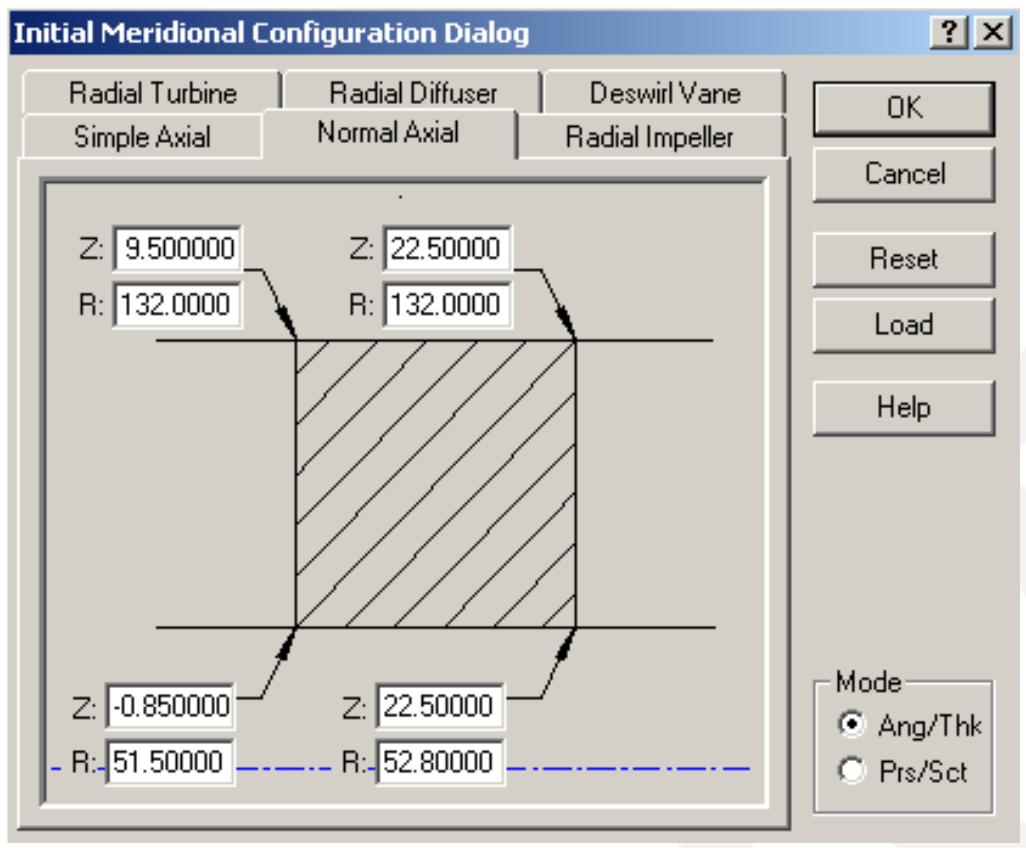 Initial Meridional Configuration Dialog
Radial Turbine Radial Diffuser Deswirl Vane
Simple Axial Normal Axial Radial Impeller
OK
Cancel
Reset
Load
Help
Z: 9.500000 Z: 22.50000
R: 132.0000 R: 132.0000
Z: -0.850000 Z: 22.50000
R: 51.50000 R: 52.80000
Mode
Ang/Thk
Prs/Sct